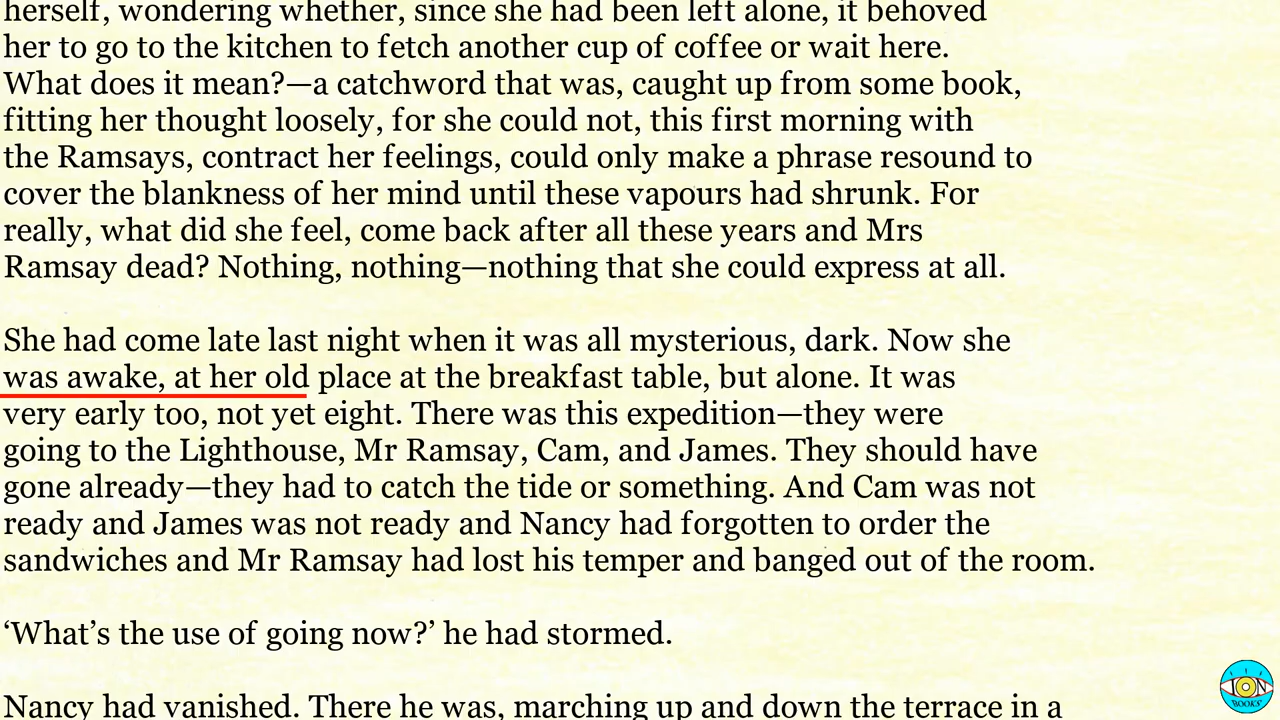 herself, wondering whether, since she had been left alone, it behoved
her to go to the kitchen to fetch another cup of coffee or wait here.
What does it mean?—a catchword that was, caught up from some book,
fitting her thought loosely, for she could not, this first morning with
the Ramsays, contract her feelings, could only make a phrase resound to
cover the blankness of her mind until these vapours had shrunk. For
really, what did she feel, come back after all these years and Mrs
Ramsay dead? Nothing, nothing—nothing that she could express at all.
She had come late last night when it was all mysterious, dark. Now she
was awake, at her old place at the breakfast table, but alone. It was
very early too, not yet eight. There was this expedition—they were
going to the Lighthouse, Mr Ramsay, Cam, and James. They should have
gone already—they had to catch the tide or something. And Cam was not
ready and James was not ready and Nancy had forgotten to order the
sandwiches and Mr Ramsay had lost his temper and banged out of the room.
‘What’s the use of going now?’ he had stormed.
Nancy had vanished. There he was, marching up and down the terrace in a
ION
BOOKS